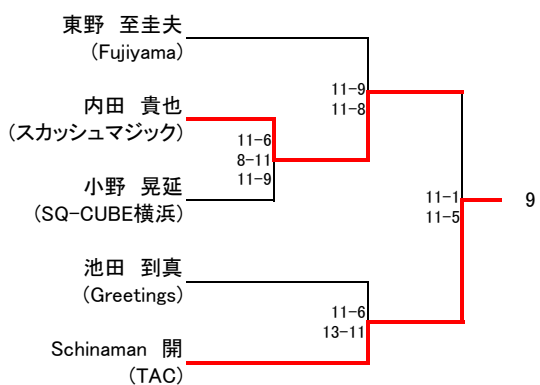 東野 至圭夫
(Fujiyama)
11-9
11-8
内田 貴也
(スカッシュマジック)
11-6
8-11
11-9
小野 晃延
(SQ-CUBE横浜)
11-1
11-5
9
池田 到真
(Greetings)
11-6
13-11
Schinaman 開
(TAC)